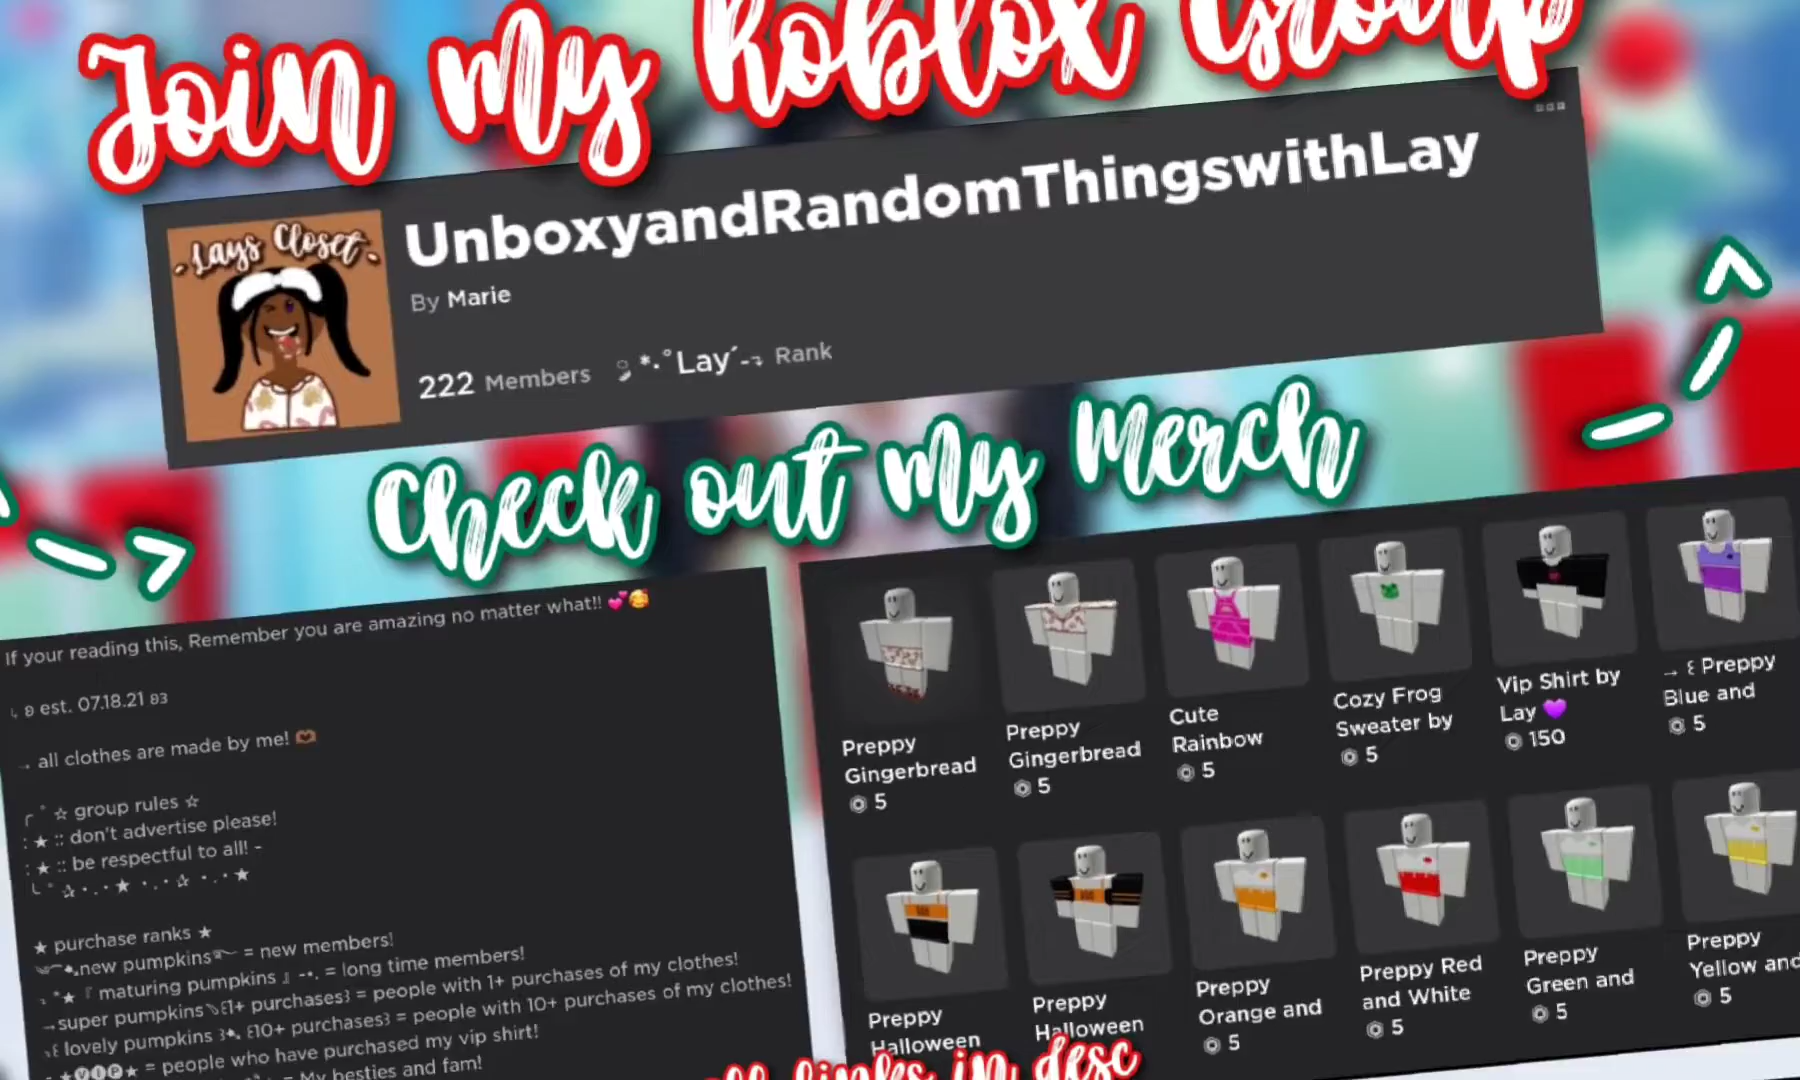 Join my Roblox Group
- Lays Closet -
UnboxyandRandomThingswithLay
By Marie
222 Members
*·˚Lay´-
Rank
Check out my Merch
If your reading this, Remember you are amazing no matter what!! 💕🥰
est. 07.18.21
→ all clothes are made by me! 🫶🏾
╭ ˚ ☆ group rules ☆
: ★ :: don't advertise please!
: ★ :: be respectful to all! -
╰ ˚ ✰ • . . • ★ • . . • ✰ • . . • ★
★ purchase ranks ★
new pumpkins = new members!
★『 maturing pumpkins 』 -•. = long time members!
→super pumpkins 1+ purchases = people with 1+ purchases of my clothes!
lovely pumpkins 10+ purchases = people with 10+ purchases of my clothes!
★🅥🅘🅟★ = people who have purchased my vip shirt!
= My besties and fam!
Preppy
Gingerbread
5
Preppy
Gingerbread
5
Cute
Rainbow
5
Cozy Frog
Sweater by
5
Vip Shirt by
Lay 💜
150
→ ꒰ Preppy
Blue and
5
Preppy
Halloween
Preppy
Halloween
Preppy
Orange and
5
Preppy Red
and White
5
Preppy
Green and
5
Preppy
Yellow and
5
all links in desc